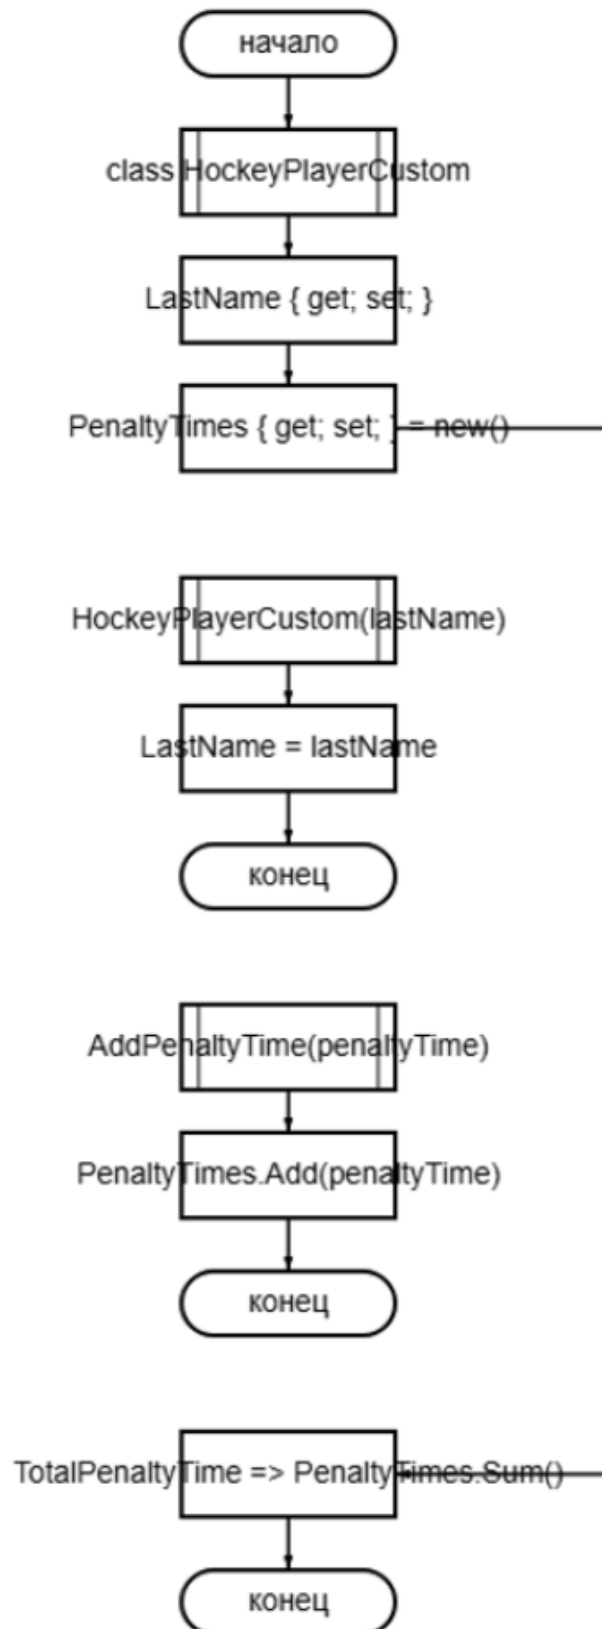 начало
class HockeyPlayerCustom
LastName { get; set; }
PenaltyTimes { get; set; } = new()
HockeyPlayerCustom(lastName)
LastName = lastName
конец
AddPenaltyTime(penaltyTime)
PenaltyTimes.Add(penaltyTime)
конец
TotalPenaltyTime => PenaltyTimes.Sum()
конец